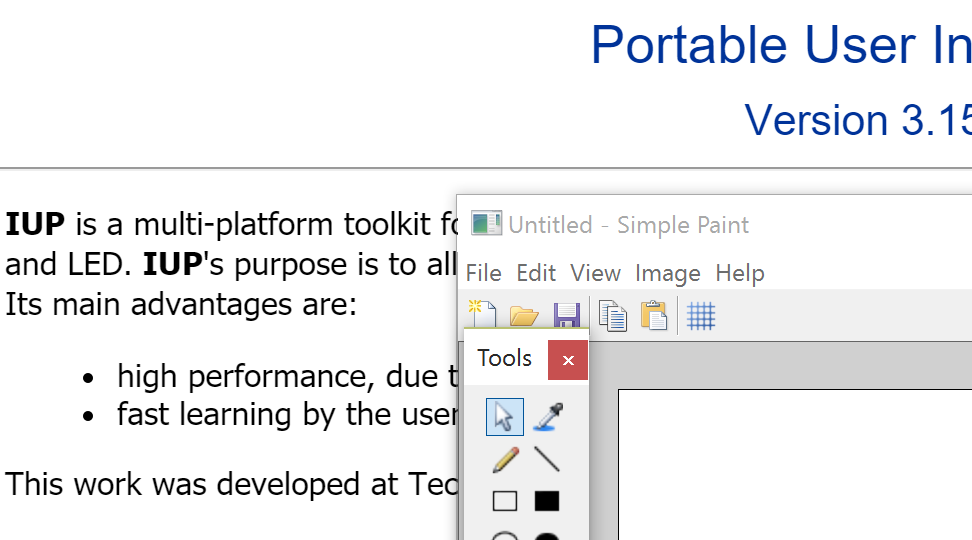 Portable User In
Version 3.15
IUP is a multi-platform toolkit fo
and LED. IUP's purpose is to all
Its main advantages are:
high performance, due t
fast learning by the user
This work was developed at Tec
Untitled - Simple Paint
File Edit View Image Help
Tools